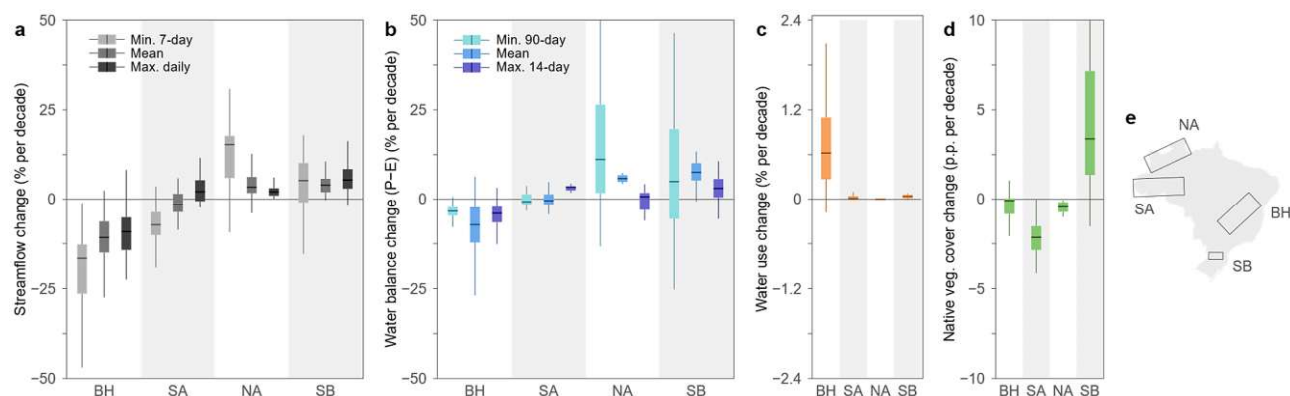 a
Min. 7-day
Mean
Max. daily
Streamflow change (% per decade)
50
25
0
−25
−50
BH SA NA SB
b
Min. 90-day
Mean
Max. 14-day
Water balance change (P−E) (% per decade)
50
25
0
−25
−50
BH SA NA SB
c
Water use change (% per decade)
2.4
1.2
0
−1.2
−2.4
BH SA NA SB
d
Native veg. cover change (p.p. per decade)
10
5
0
−5
−10
BH SA NA SB
e
NA
SA
BH
SB